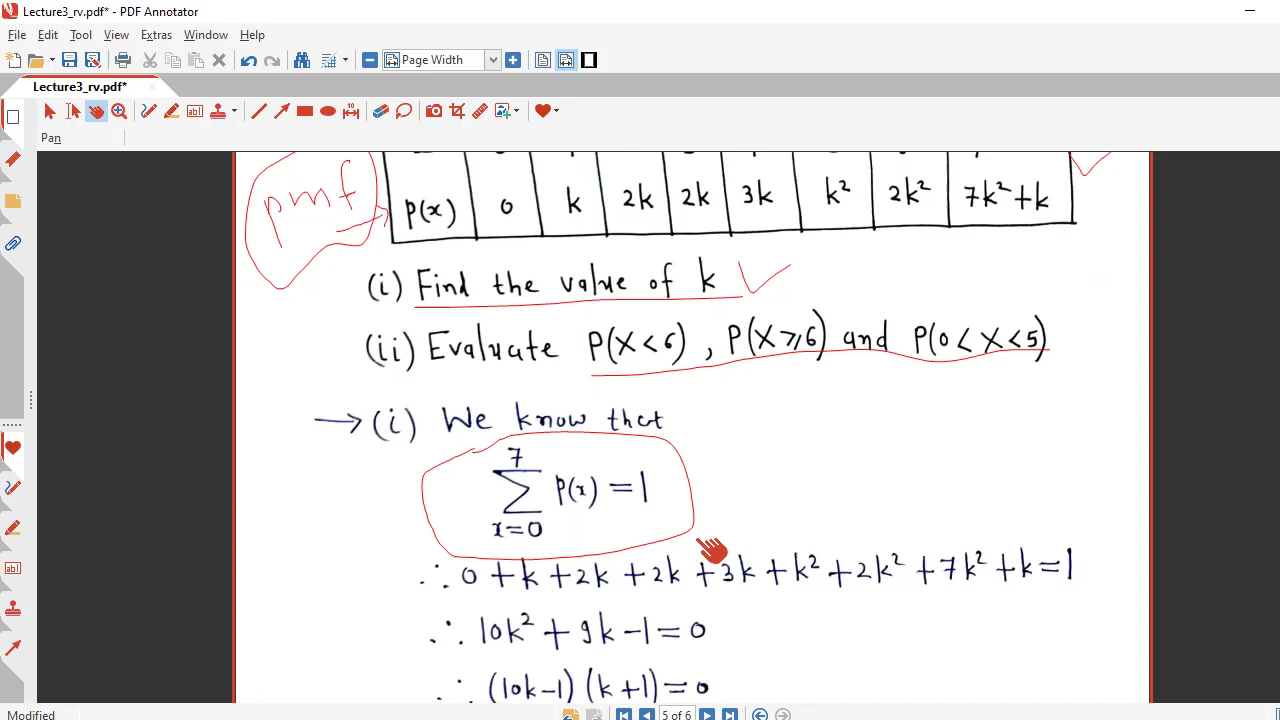 Lecture3_rv.pdf* - PDF Annotator
File Edit Tool View Extras Window Help
Page Width
Lecture3_rv.pdf*
10
Pan
pmf
P(x) 0 k 2k 2k 3k k² 2k² 7k²+k
(i) Find the value of k
(ii) Evaluate P(X<6), P(X⩾6) and P(0<X<5)
→ (i) We know that
7
∑ P(x) = 1
x=0
∴ 0 + k + 2k + 2k + 3k + k² + 2k² + 7k² + k = 1
∴ 10k² + 9k - 1 = 0
∴ (10k-1) (k+1) = 0
Modified 5 of 6